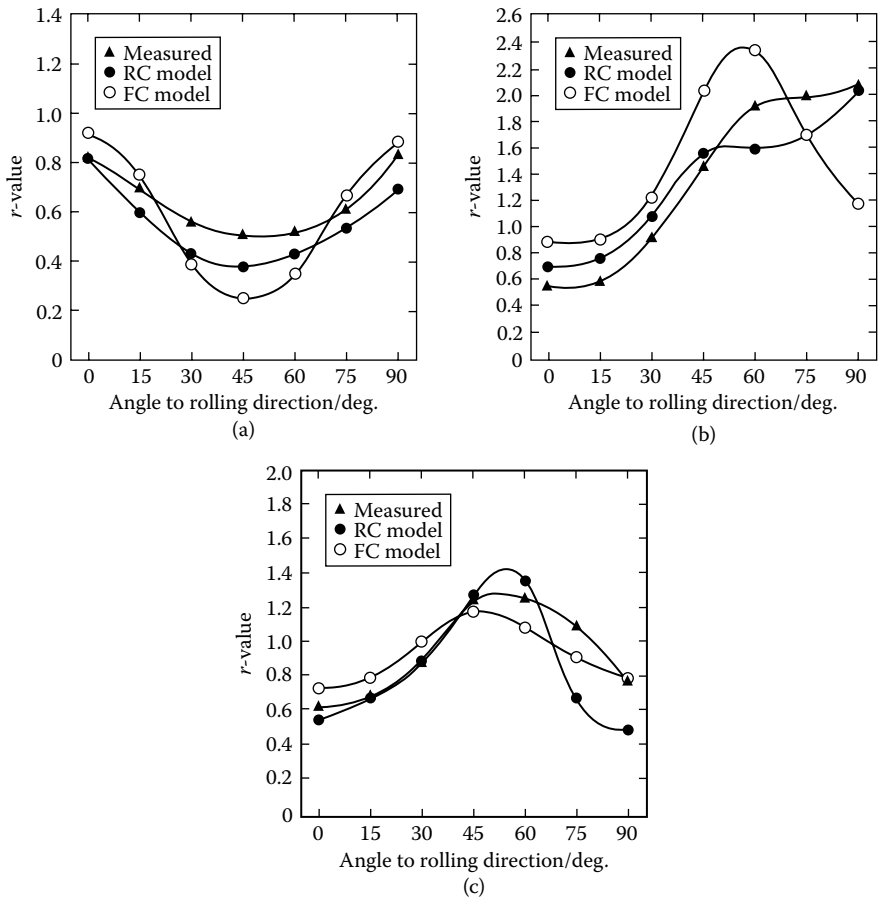 1.4
1.2
1.0
0.8
0.6
0.4
0.2
0
r-value
Measured
RC model
FC model
0 15 30 45 60 75 90
Angle to rolling direction/deg.
(a)
2.6
2.4
2.2
2.0
1.8
1.6
1.4
1.2
1.0
0.8
0.6
0.4
0.2
0
r-value
Measured
RC model
FC model
0 15 30 45 60 75 90
Angle to rolling direction/deg.
(b)
2.0
1.8
1.6
1.4
1.2
1.0
0.8
0.6
0.4
0.2
0
r-value
Measured
RC model
FC model
0 15 30 45 60 75 90
Angle to rolling direction/deg.
(c)